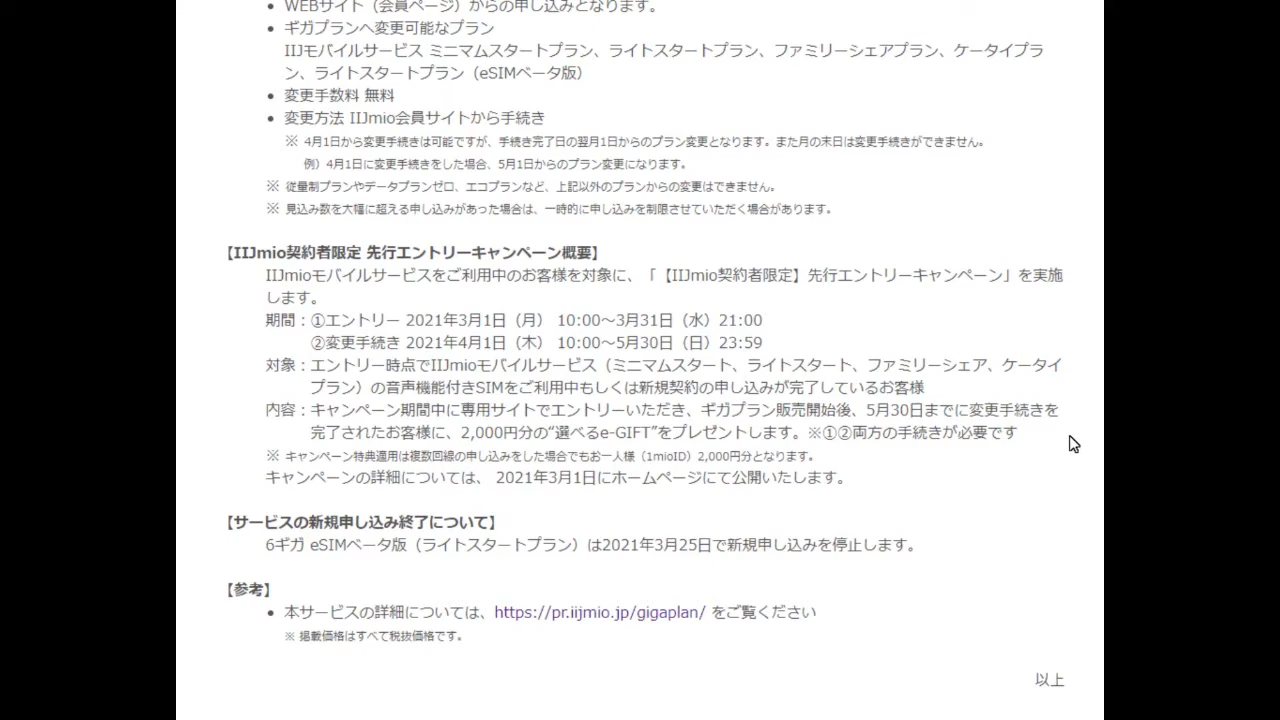 WEBサイト（会員ページ）からの申し込みとなります。
ギガプランへ変更可能なプラン
IIJモバイルサービス ミニマムスタートプラン、ライトスタートプラン、ファミリーシェアプラン、ケータイプラ
ン、ライトスタートプラン（eSIMベータ版）
変更手数料 無料
変更方法 IIJmio会員サイトから手続き
※ 4月1日から変更手続きは可能ですが、手続き完了日の翌月1日からのプラン変更となります。また月の末日は変更手続きができません。
例）4月1日に変更手続きをした場合、5月1日からのプラン変更になります。
※ 従量制プランやデータプランゼロ、エコプランなど、上記以外のプランからの変更はできません。
※ 見込み数を大幅に超える申し込みがあった場合は、一時的に申し込みを制限させていただく場合があります。
【IIJmio契約者限定 先行エントリーキャンペーン概要】
IIJmioモバイルサービスをご利用中のお客様を対象に、「【IIJmio契約者限定】先行エントリーキャンペーン」を実施
します。
期間：①エントリー 2021年3月1日（月） 10:00～3月31日（水）21:00
②変更手続き 2021年4月1日（木） 10:00～5月30日（日）23:59
対象：エントリー時点でIIJmioモバイルサービス（ミニマムスタート、ライトスタート、ファミリーシェア、ケータイ
プラン）の音声機能付きSIMをご利用中もしくは新規契約の申し込みが完了しているお客様
内容：キャンペーン期間中に専用サイトでエントリーいただき、ギガプラン販売開始後、5月30日までに変更手続きを
完了されたお客様に、2,000円分の“選べるe-GIFT”をプレゼントします。※①②両方の手続きが必要です
※ キャンペーン特典適用は複数回線の申し込みをした場合でもお一人様（1mioID）2,000円分となります。
キャンペーンの詳細については、 2021年3月1日にホームページにて公開いたします。
【サービスの新規申し込み終了について】
6ギガ eSIMベータ版（ライトスタートプラン）は2021年3月25日で新規申し込みを停止します。
【参考】
本サービスの詳細については、https://pr.iijmio.jp/gigaplan/ をご覧ください
※ 掲載価格はすべて税抜価格です。
以上